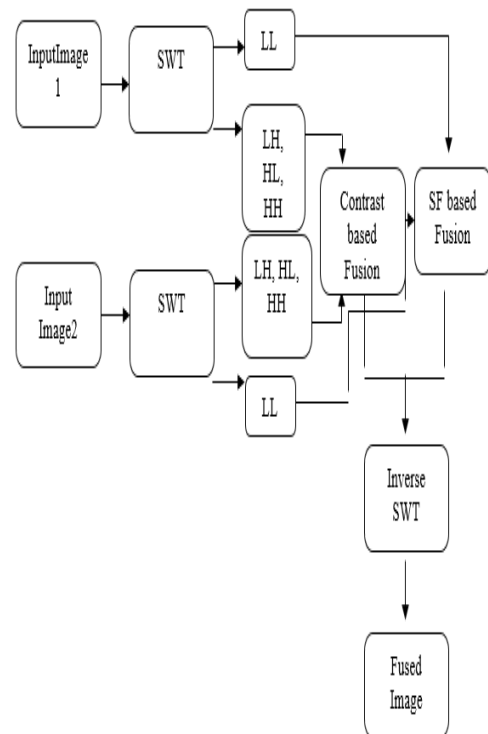 InputImage
1
SWT
LL
LH,
HL,
HH
Contrast
based
Fusion
SF based
Fusion
Input
Image2
SWT
LH, HL,
HH
LL
Inverse
SWT
Fused
Image